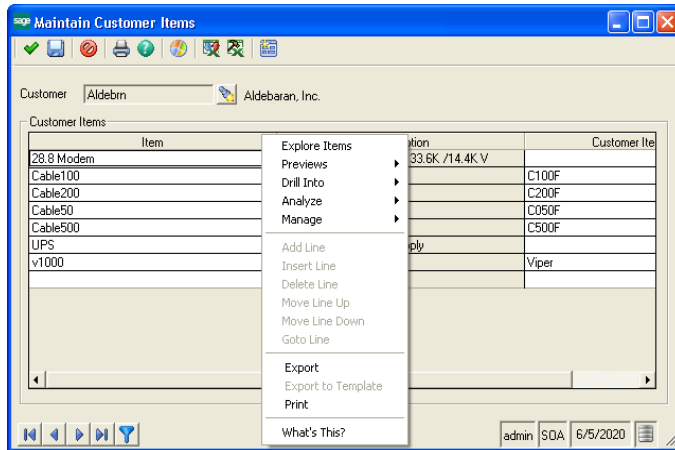 sage Maintain Customer Items
Customer Aldebrn Aldebaran, Inc.
Customer Items
Item ption Customer Ite
28.8 Modem 33.6K /14.4K V
Cable100 C100F
Cable200 C200F
Cable50 C050F
Cable500 C500F
UPS ply
v1000 Viper
Explore Items
Previews
Drill Into
Analyze
Manage
Add Line
Insert Line
Delete Line
Move Line Up
Move Line Down
Goto Line
Export
Export to Template
Print
What's This?
admin SOA 6/5/2020